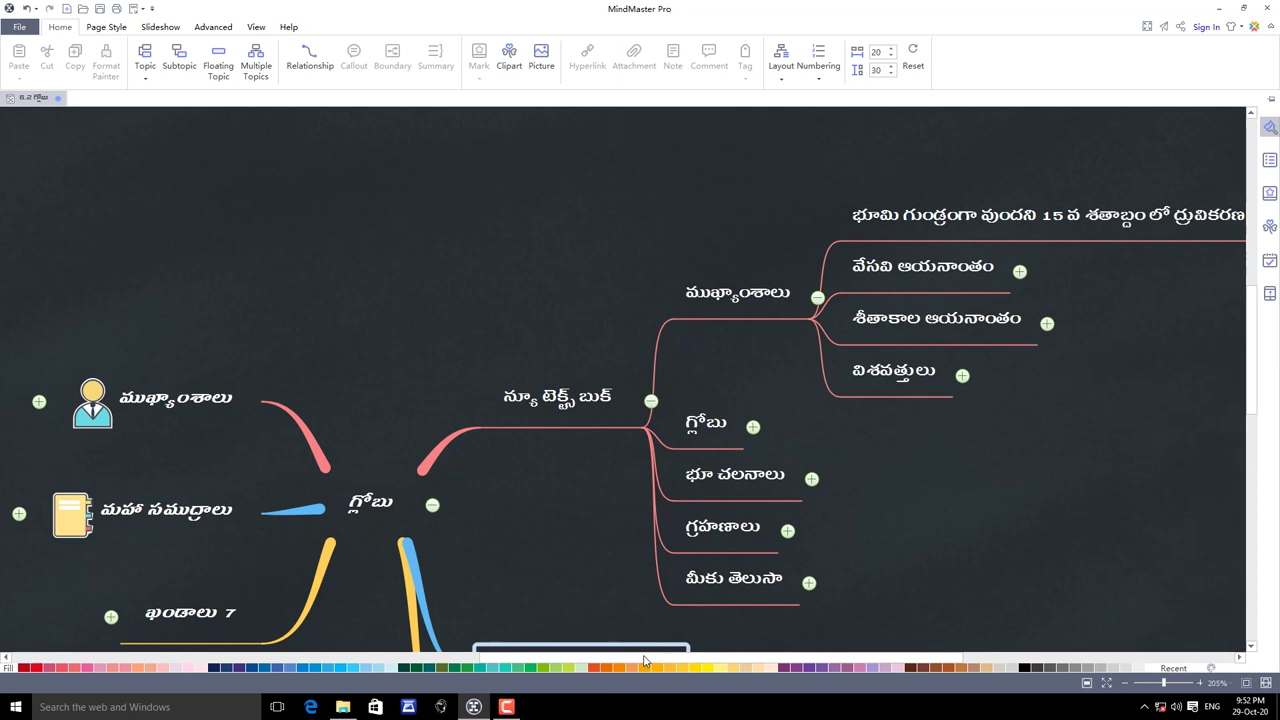 MindMaster Pro
File Home Page Style Slideshow Advanced View Help
Sign In
Paste Cut Copy Format Painter Topic Subtopic Floating Topic Multiple Topics Relationship Callout Boundary Summary Mark Clipart Picture Hyperlink Attachment Note Comment Tag Layout Numbering 20 30 Reset
భూమి గుండ్రంగా వుందని 15 వ శతాబ్దం లో ధ్రువికరణ
వేసవి ఆయనాంతం
ముఖ్యాంశాలు
శీతాకాల ఆయనాంతం
విశవత్తులు
ముఖ్యాంశాలు
న్యూ టెక్స్ట్ బుక్
గ్లోబు
భూ చలనాలు
మహా సముద్రాలు
గ్లోబు
గ్రహణాలు
మీకు తెలుసా
ఖండాలు 7
Fill
Recent
205%
Search the web and Windows
ENG
9:52 PM
29-Oct-20